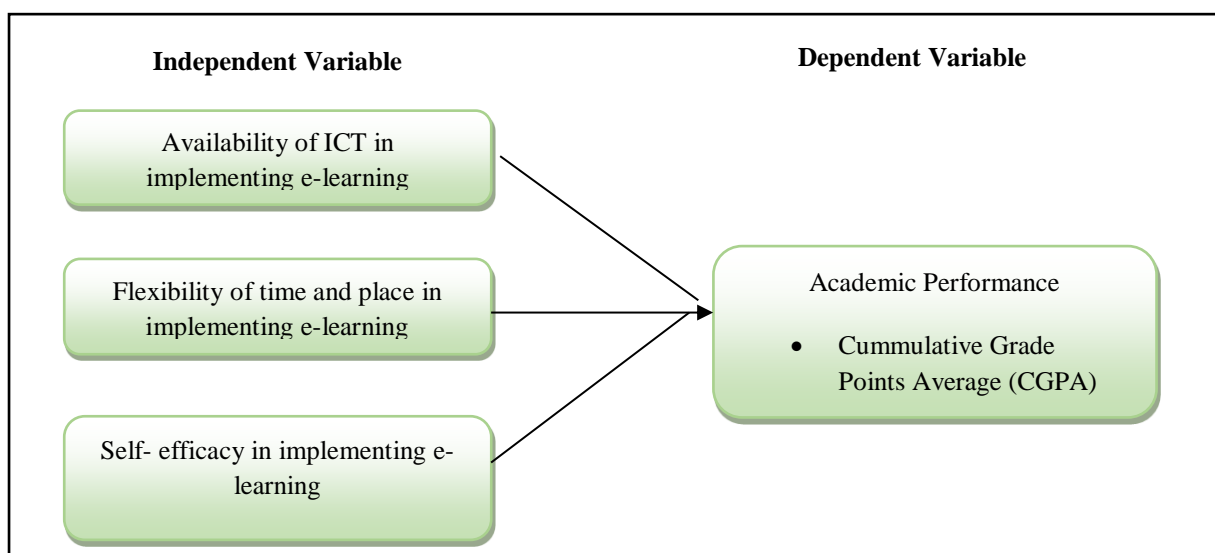 Independent Variable
Dependent Variable
Availability of ICT in
implementing e-learning
Flexibility of time and place in
implementing e-learning
Self- efficacy in implementing e-
learning
Academic Performance
• Cummulative Grade
Points Average (CGPA)